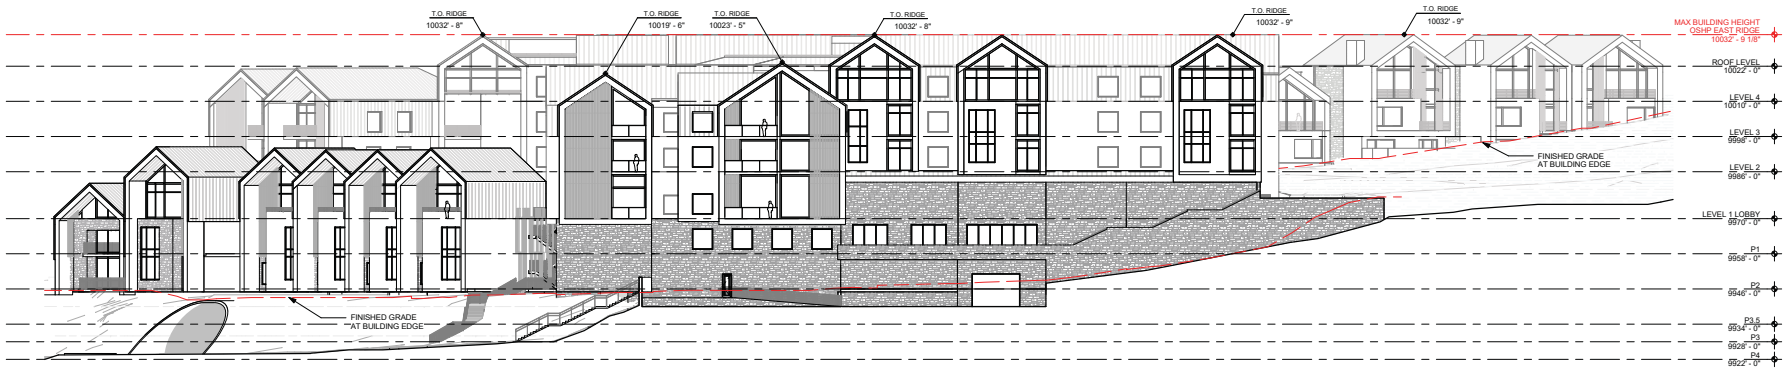 T.O. RIDGE
10032' - 8"
T.O. RIDGE
10019' - 6"
T.O. RIDGE
10023' - 5"
T.O. RIDGE
10032' - 8"
T.O. RIDGE
10032' - 9"
T.O. RIDGE
10032' - 9"
MAX BUILDING HEIGHT
QSHP EAST RIDGE
10032' - 9 1/8"
ROOF LEVEL
10022' - 0"
LEVEL 4
10010' - 0"
LEVEL 3
9998' - 0"
FINISHED GRADE
AT BUILDING EDGE
LEVEL 2
9986' - 0"
LEVEL 1 LOBBY
9970' - 0"
P1
9958' - 0"
P2
9946' - 0"
FINISHED GRADE
AT BUILDING EDGE
P3.5
9934' - 0"
P3
9928' - 0"
P4
9922' - 0"